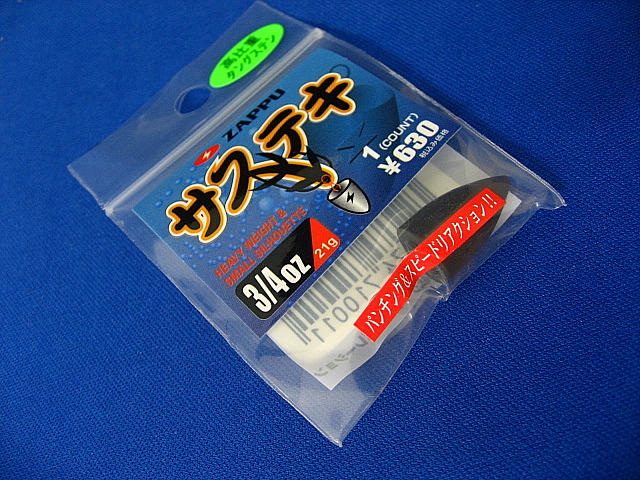 高比重
タングステン
ZAPPU
サステキ
HEAVY WEIGHT &
SMALL SILHOUETTE
3/4oz
21g
1 (COUNT)
¥630
税込み価格
パンチング&スピードリアクション!!
710011